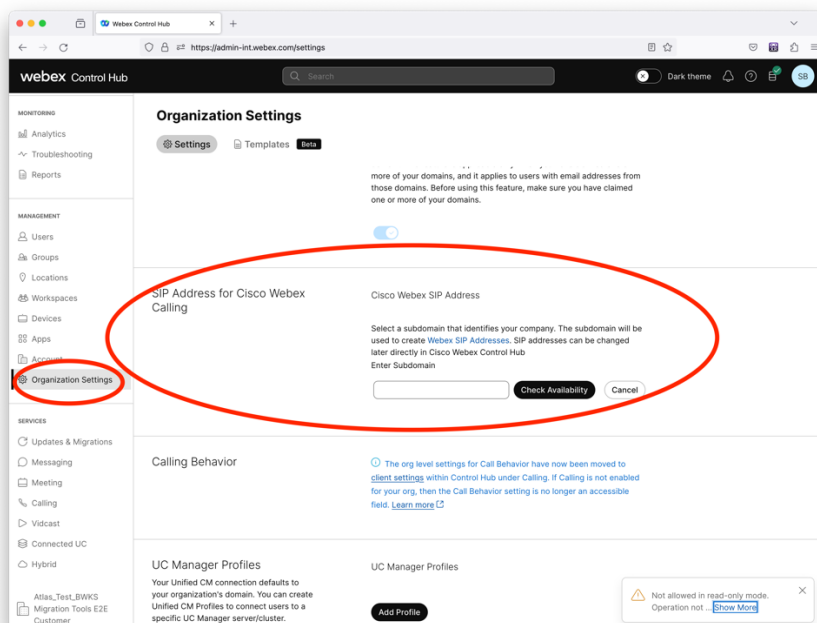 Webex Control Hub
https://admin-int.webex.com/settings
webex Control Hub
Search
Dark theme
SB
MONITORING
Analytics
Troubleshooting
Reports
MANAGEMENT
Users
Groups
Locations
Workspaces
Devices
Apps
Account
Organization Settings
SERVICES
Updates & Migrations
Messaging
Meeting
Calling
Vidcast
Connected UC
Hybrid
Atlas_Test_BWKS
Migration Tools E2E
Customer
Organization Settings
Settings
Templates Beta
more of your domains, and it applies to users with email addresses from
those domains. Before using this feature, make sure you have claimed
one or more of your domains.
SIP Address for Cisco Webex
Calling
Cisco Webex SIP Address
Select a subdomain that identifies your company. The subdomain will be
used to create Webex SIP Addresses. SIP addresses can be changed
later directly in Cisco Webex Control Hub
Enter Subdomain
Check Availability
Cancel
Calling Behavior
The org level settings for Call Behavior have now been moved to
client settings within Control Hub under Calling. If Calling is not enabled
for your org, then the Call Behavior setting is no longer an accessible
field. Learn more
UC Manager Profiles
Your Unified CM connection defaults to
your organization's domain. You can create
Unified CM Profiles to connect users to a
specific UC Manager server/cluster.
UC Manager Profiles
Add Profile
Not allowed in read-only mode.
Operation not ... Show More